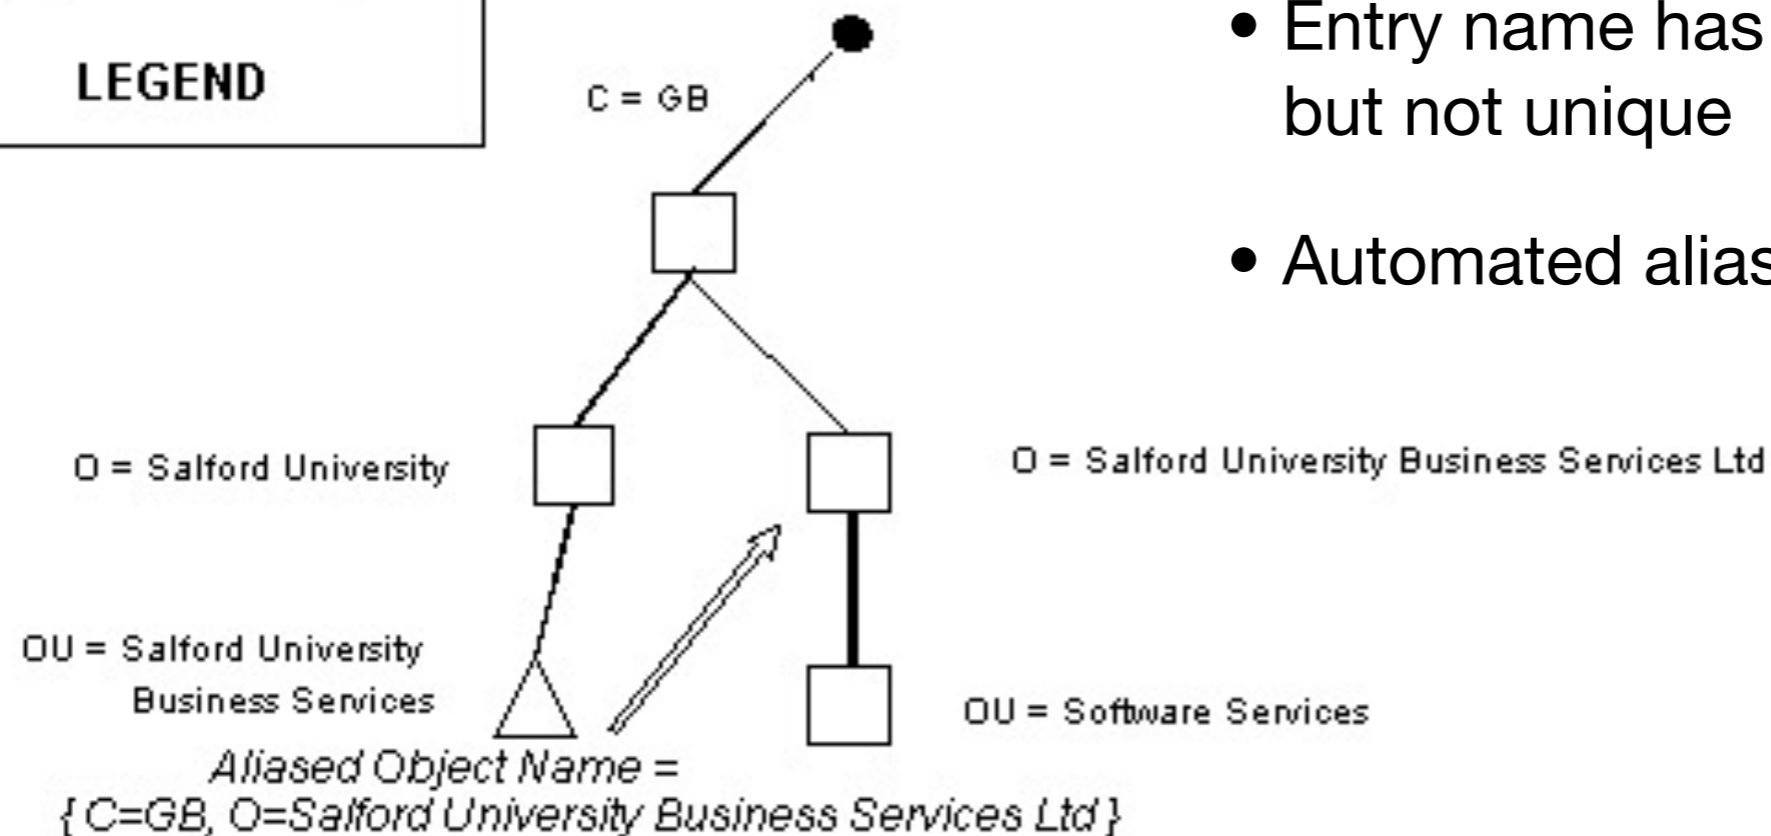 LEGEND
C = GB
O = Salford University
O = Salford University Business Services Ltd
OU = Salford University
Business Services
OU = Software Services
Aliased Object Name =
{ C=GB, O=Salford University Business Services Ltd }
• Entry name has
but not unique
• Automated alias